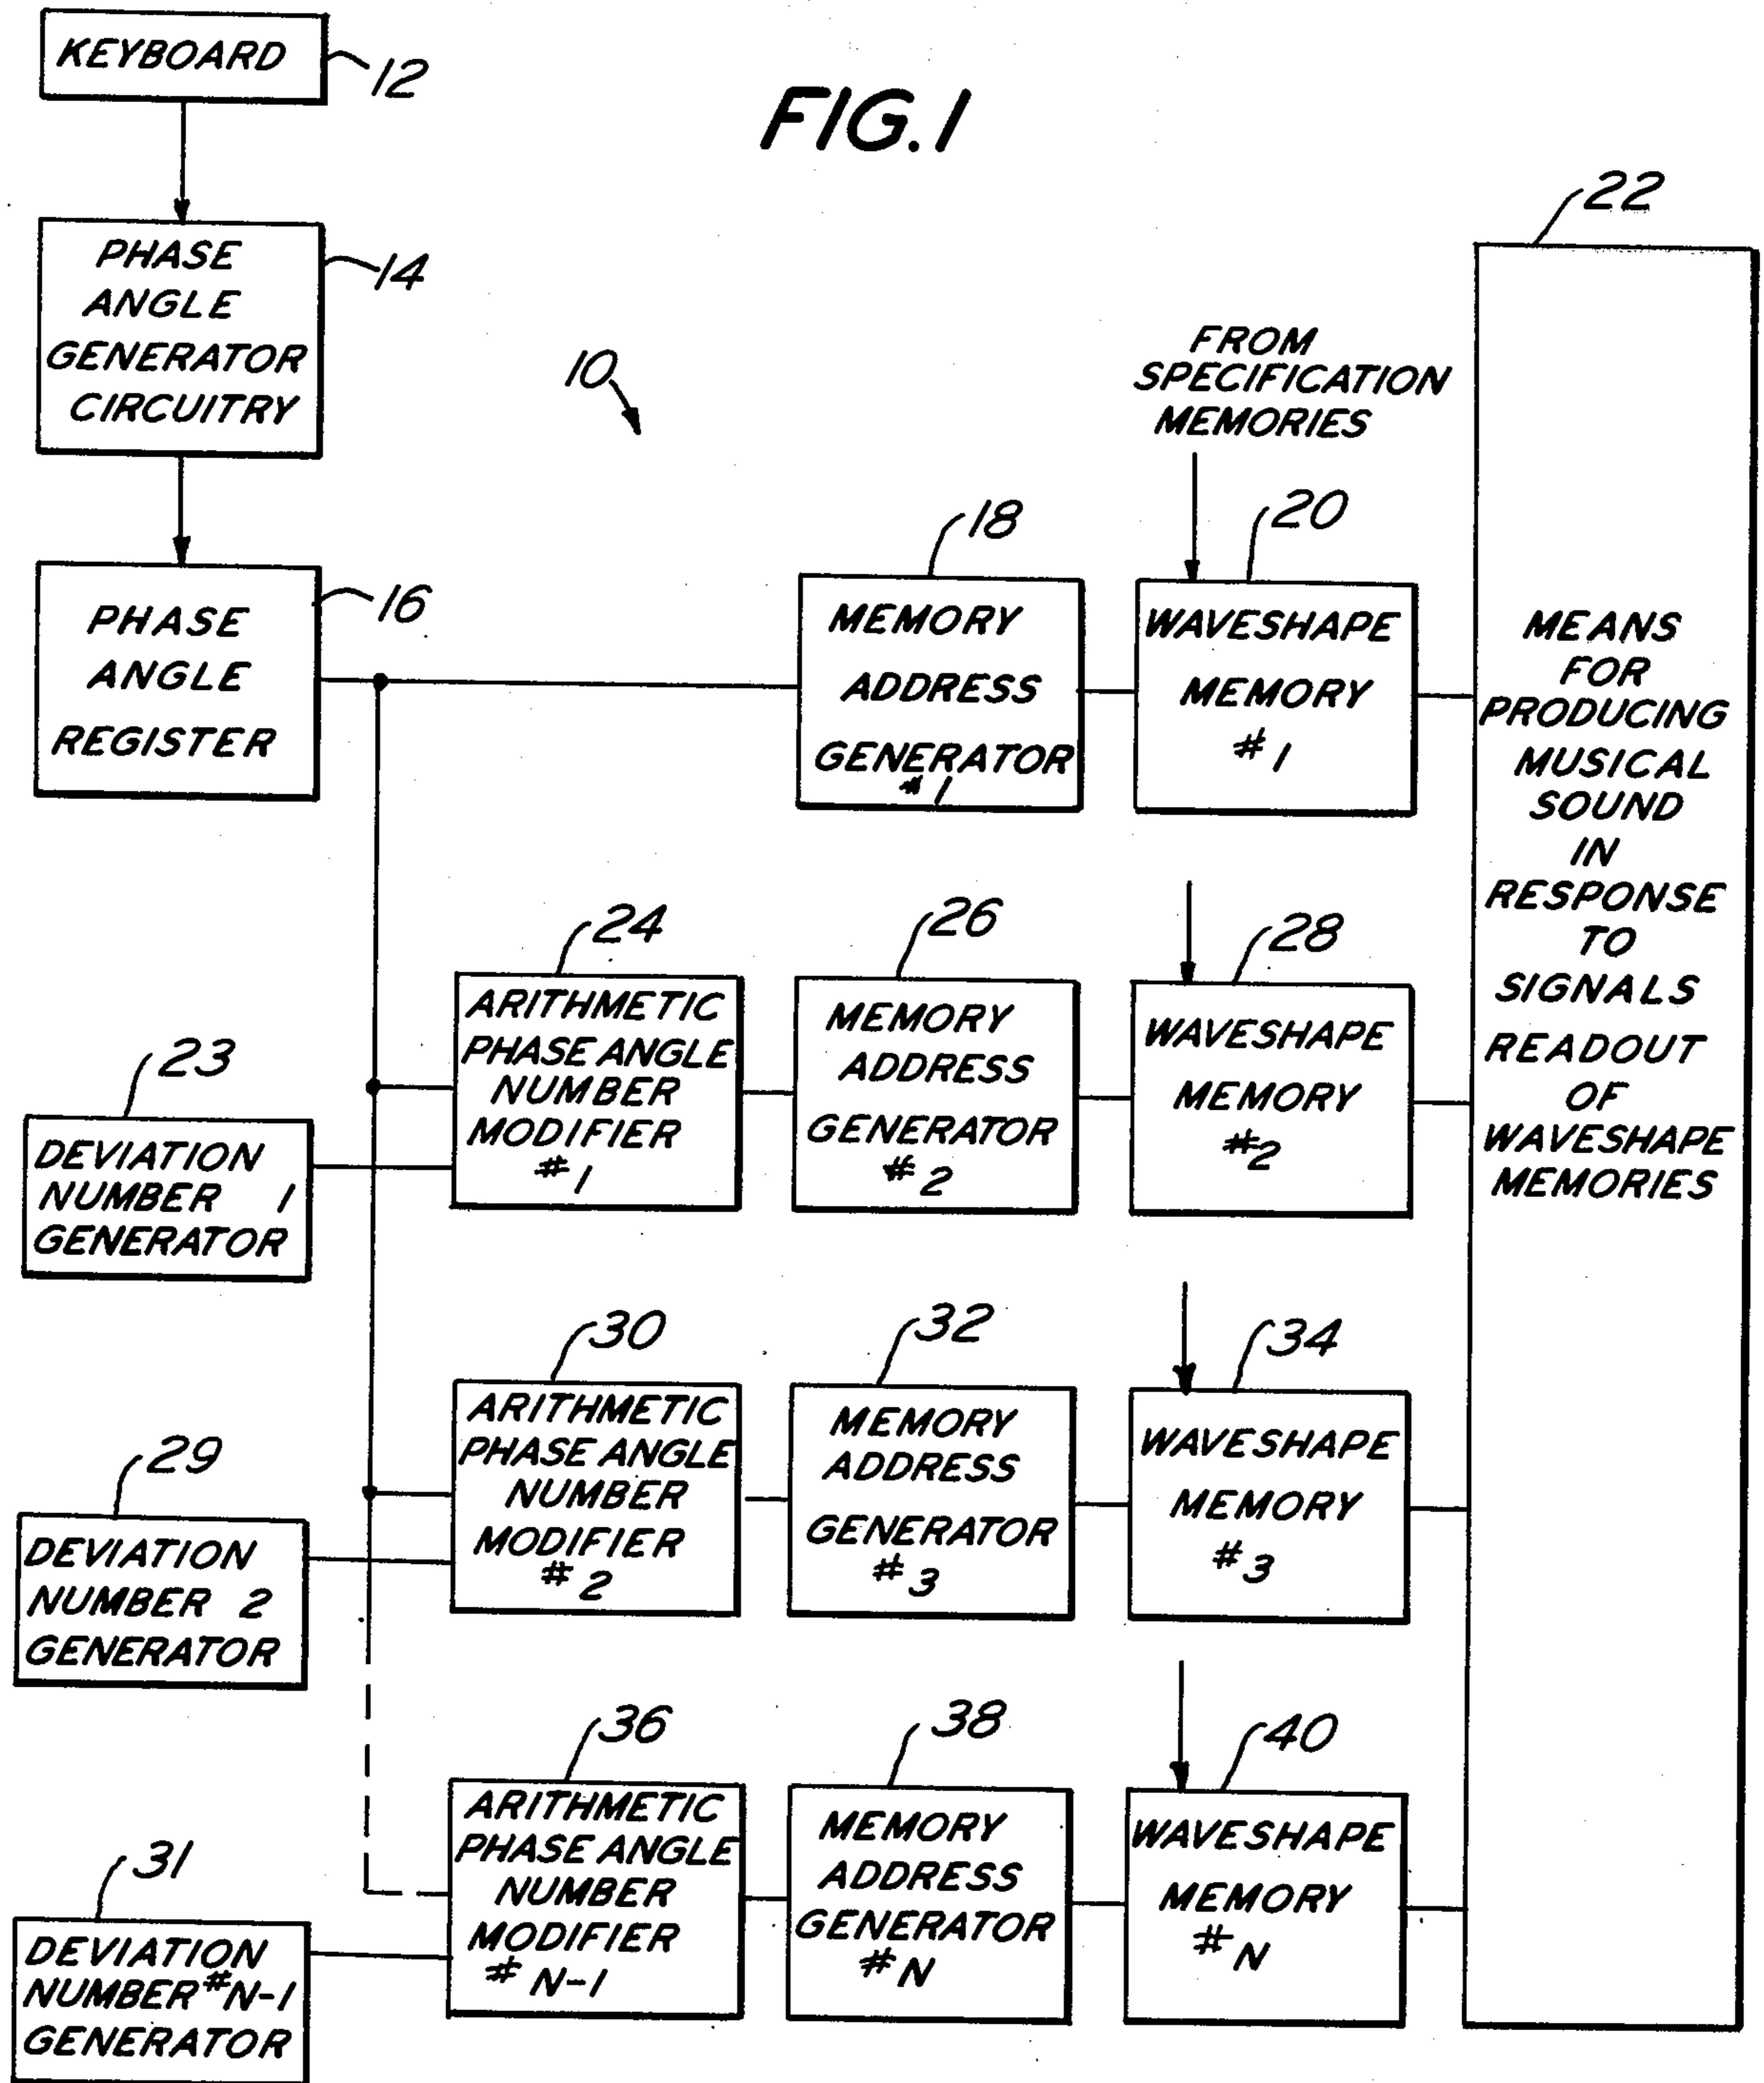 KEYBOARD
12
FIG. 1
PHASE
ANGLE
GENERATOR
CIRCUITRY
14
10
22
FROM
SPECIFICATION
MEMORIES
PHASE
ANGLE
REGISTER
16
18
MEMORY
ADDRESS
GENERATOR
#1
20
WAVESHAPE
MEMORY
#1
MEANS
FOR
PRODUCING
MUSICAL
SOUND
IN
RESPONSE
TO
SIGNALS
READOUT
OF
WAVESHAPE
MEMORIES
23
DEVIATION
NUMBER 1
GENERATOR
24
ARITHMETIC
PHASE ANGLE
NUMBER
MODIFIER
#1
26
MEMORY
ADDRESS
GENERATOR
#2
28
WAVESHAPE
MEMORY
#2
29
DEVIATION
NUMBER 2
GENERATOR
30
ARITHMETIC
PHASE ANGLE
NUMBER
MODIFIER
#2
32
MEMORY
ADDRESS
GENERATOR
#3
34
WAVESHAPE
MEMORY
#3
31
DEVIATION
NUMBER #N-1
GENERATOR
36
ARITHMETIC
PHASE ANGLE
NUMBER
MODIFIER
# N-1
38
MEMORY
ADDRESS
GENERATOR
#N
40
WAVESHAPE
MEMORY
#N